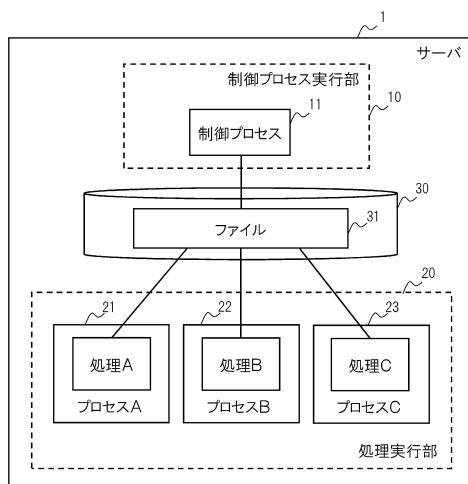 1
サーバ
制御プロセス実行部
11
10
制御プロセス
30
31
ファイル
20
21
22
23
処理A
処理B
処理C
プロセスA
プロセスB
プロセスC
処理実行部